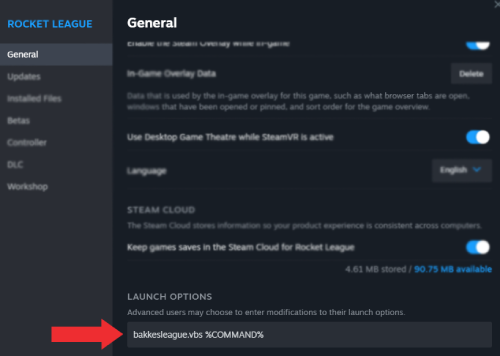 ROCKET LEAGUE
General
Updates
Installed Files
Betas
Controller
DLC
Workshop
General
Enable the Steam Overlay while in-game
In-Game Overlay Data
Delete
Data that is used by the in-game overlay for this game, such as what browser tabs are open,
windows that have been opened or pinned, and sort order for the game overview.
Use Desktop Game Theatre while SteamVR is active
Language
English
STEAM CLOUD
The Steam Cloud stores information so your product experience is consistent across computers.
Keep games saves in the Steam Cloud for Rocket League
4.61 MB stored / 90.75 MB available
LAUNCH OPTIONS
Advanced users may choose to enter modifications to their launch options.
bakkesleague.vbs %COMMAND%